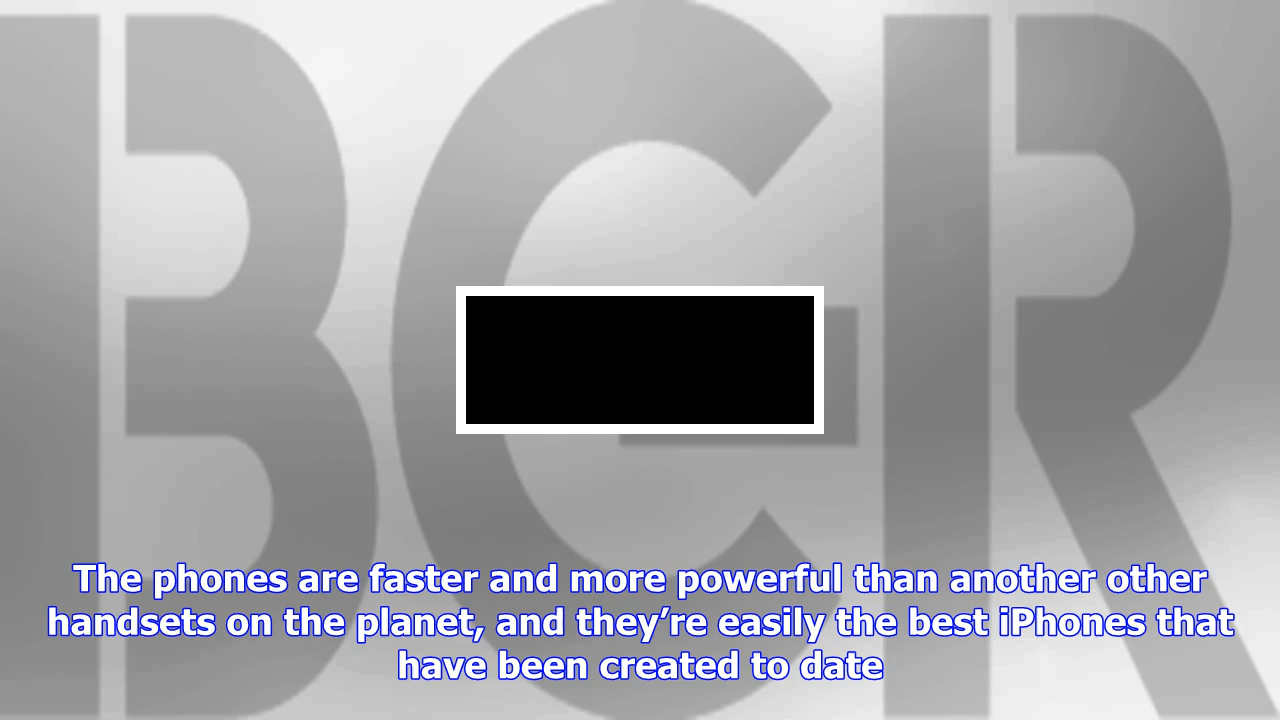 BGR
The phones are faster and more powerful than another other
handsets on the planet, and they’re easily the best iPhones that
have been created to date